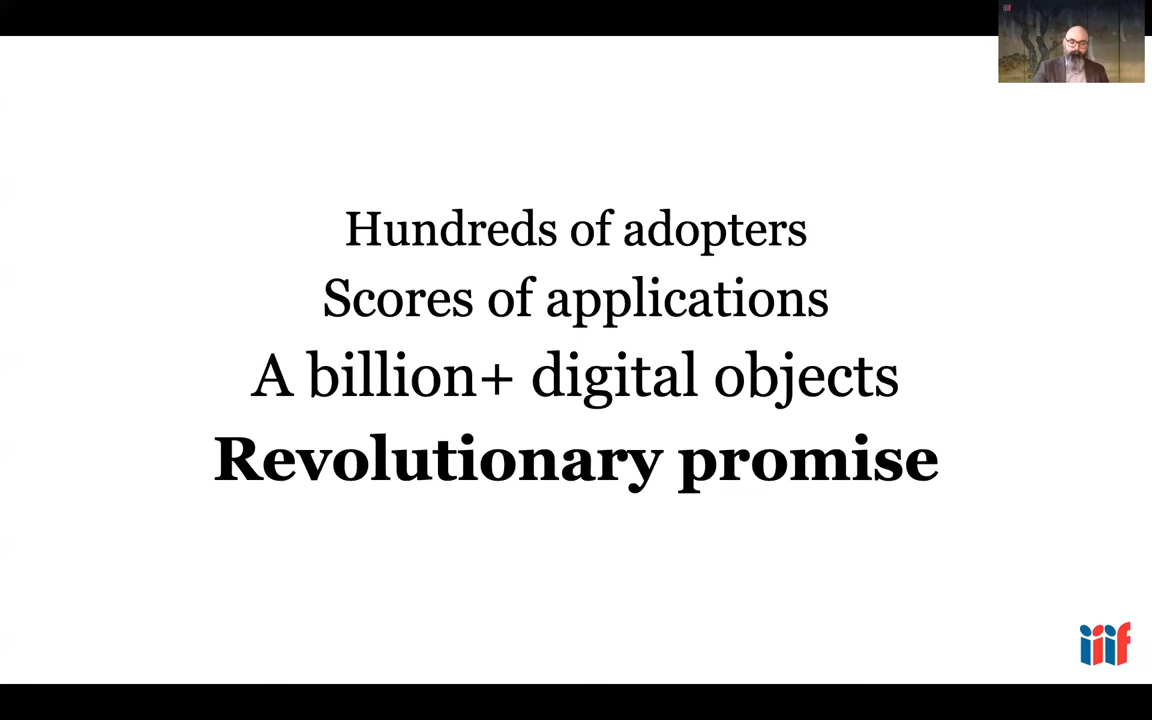 Hundreds of adopters
Scores of applications
A billion+ digital objects
Revolutionary promise
iiif